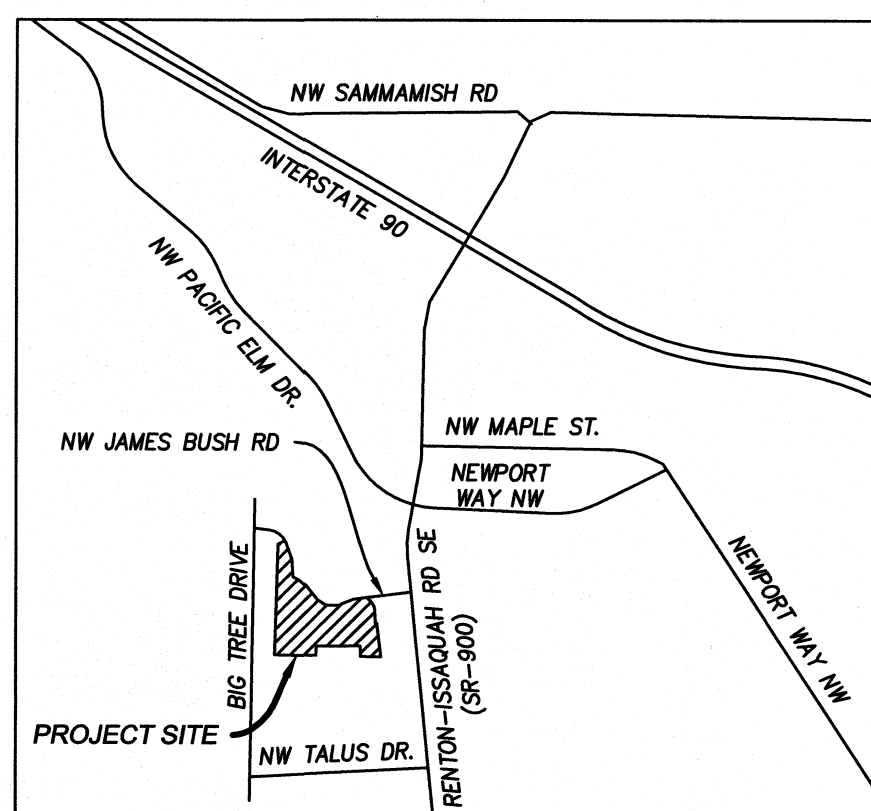 NW SAMMAMISH RD
INTERSTATE 90
NW PACIFIC ELM DR.
NW JAMES BUSH RD
NW MAPLE ST.
NEWPORT
WAY NW
NEWPORT WAY NW
BIG TREE DRIVE
RENTON-ISSAQUAH RD SE
(SR-900)
PROJECT SITE
NW TALUS DR.